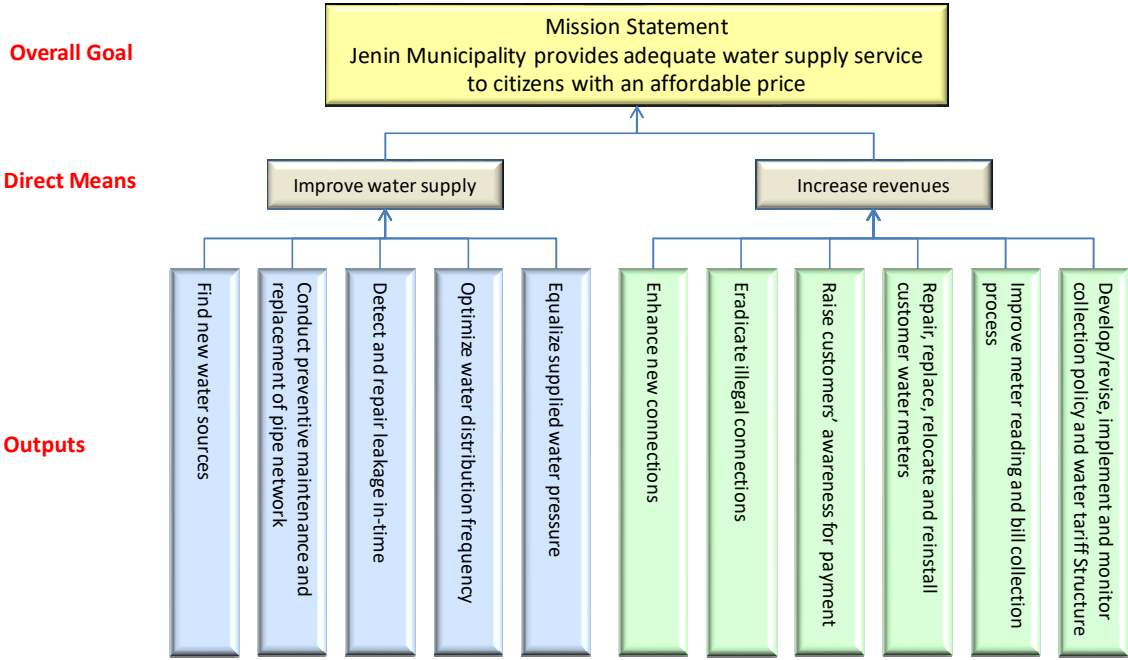 Overall Goal
Mission Statement
Jenin Municipality provides adequate water supply service
to citizens with an affordable price
Direct Means
Improve water supply
Increase revenues
Outputs
Find new water sources
Conduct preventive maintenance and
replacement of pipe network
Detect and repair leakage in-time
Optimize water distribution frequency
Equalize supplied water pressure
Enhance new connections
Eradicate illegal connections
Raise customers’ awareness for payment
Repair, replace, relocate and reinstall
customer water meters
Improve meter reading and bill collection
process
Develop/revise, implement and monitor
collection policy and water tariff Structure